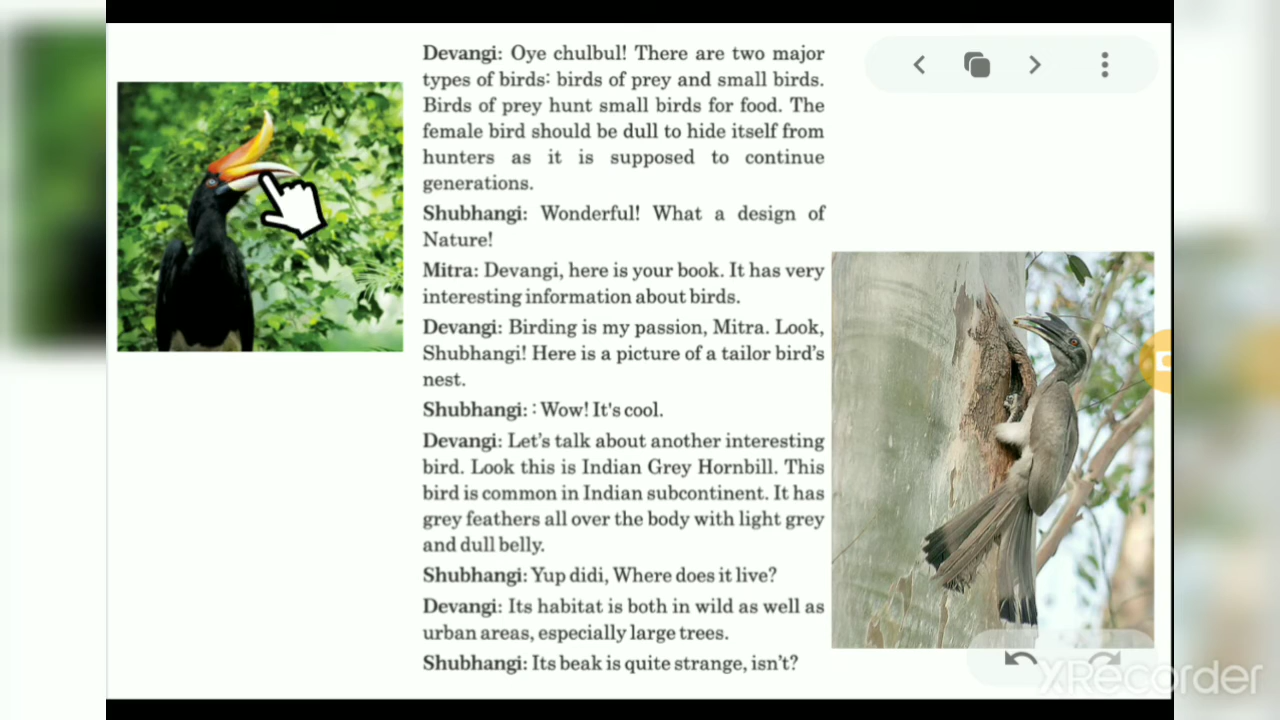 Devangi: Oye chulbul! There are two major
types of birds: birds of prey and small birds.
Birds of prey hunt small birds for food. The
female bird should be dull to hide itself from
hunters as it is supposed to continue
generations.
Shubhangi: Wonderful! What a design of
Nature!
Mitra: Devangi, here is your book. It has very
interesting information about birds.
Devangi: Birding is my passion, Mitra. Look,
Shubhangi! Here is a picture of a tailor bird's
nest.
Shubhangi: : Wow! It's cool.
Devangi: Let's talk about another interesting
bird. Look this is Indian Grey Hornbill. This
bird is common in Indian subcontinent. It has
grey feathers all over the body with light grey
and dull belly.
Shubhangi: Yup didi, Where does it live?
Devangi: Its habitat is both in wild as well as
urban areas, especially large trees.
Shubhangi: Its beak is quite strange, isn't?
XRecorder